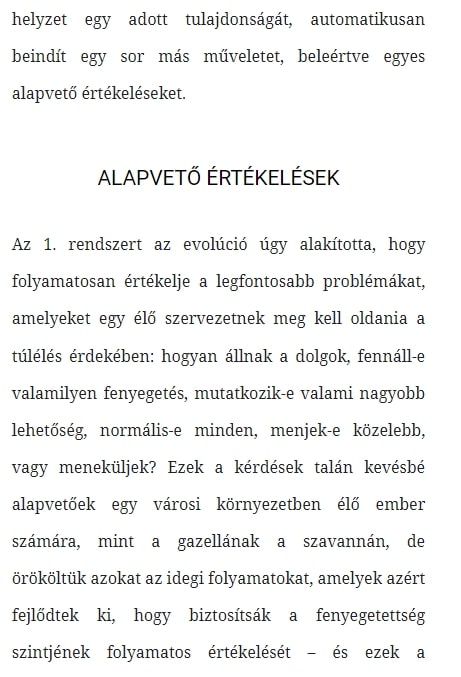 helyzet egy adott tulajdonságát, automatikusan
beindít egy sor más műveletet, beleértve egyes
alapvető értékeléseket.
ALAPVETŐ ÉRTÉKELÉSEK
Az 1. rendszert az evolúció úgy alakította, hogy
folyamatosan értékelje a legfontosabb problémákat,
amelyeket egy élő szervezetnek meg kell oldania a
túlélés érdekében: hogyan állnak a dolgok, fennáll-e
valamilyen fenyegetés, mutatkozik-e valami nagyobb
lehetőség, normális-e minden, menjek-e közelebb,
vagy meneküljek? Ezek a kérdések talán kevésbé
alapvetőek egy városi környezetben élő ember
számára, mint a gazellának a szavannán, de
örököltük azokat az idegi folyamatokat, amelyek azért
fejlődtek ki, hogy biztosítsák a fenyegetettség
szintjének folyamatos értékelését – és ezek a